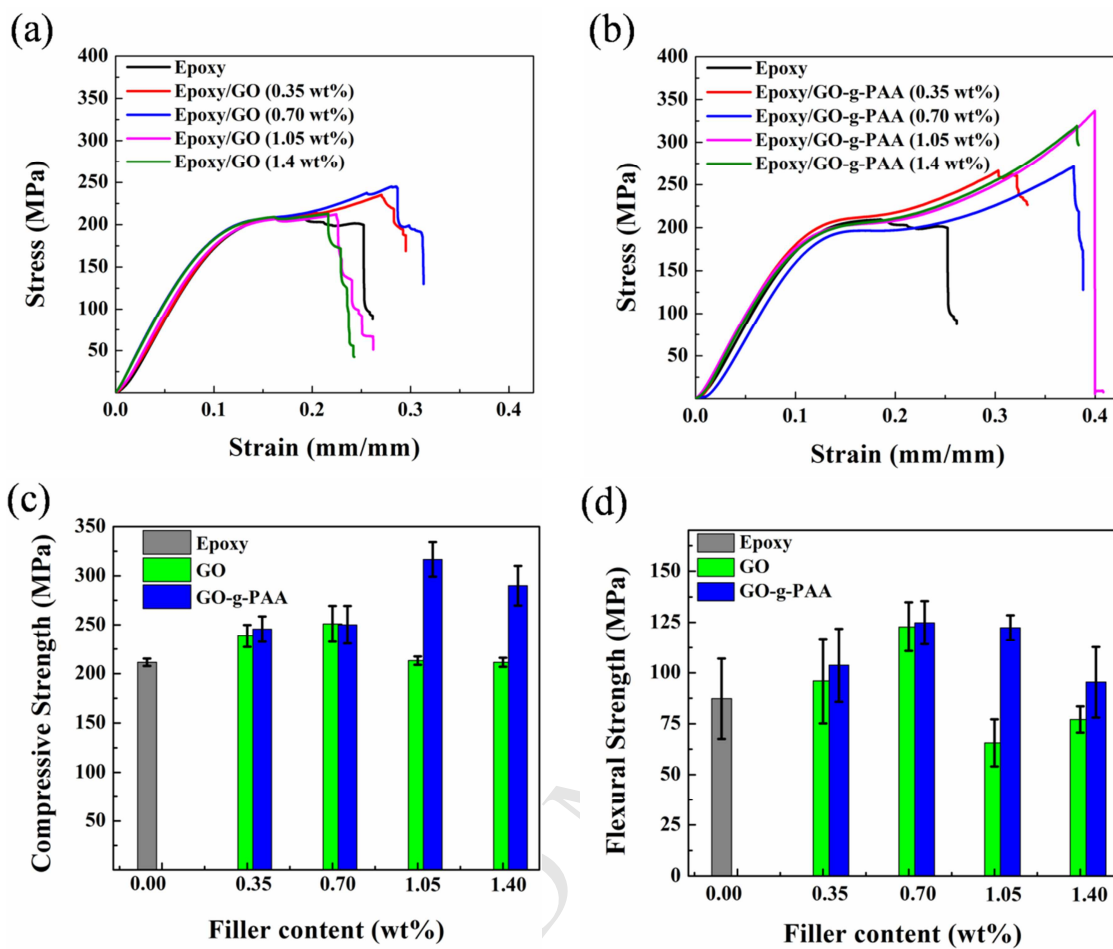 (a)
400
350
300
250
200
150
100
50
Stress (MPa)
Epoxy
Epoxy/GO (0.35 wt%)
Epoxy/GO (0.70 wt%)
Epoxy/GO (1.05 wt%)
Epoxy/GO (1.4 wt%)
0.0 0.1 0.2 0.3 0.4
Strain (mm/mm)
(b)
400
350
300
250
200
150
100
50
Stress (MPa)
Epoxy
Epoxy/GO-g-PAA (0.35 wt%)
Epoxy/GO-g-PAA (0.70 wt%)
Epoxy/GO-g-PAA (1.05 wt%)
Epoxy/GO-g-PAA (1.4 wt%)
0.0 0.1 0.2 0.3 0.4
Strain (mm/mm)
(c)
350
300
250
200
150
100
50
Compressive Strength (MPa)
Epoxy
GO
GO-g-PAA
0.00 0.35 0.70 1.05 1.40
Filler content (wt%)
(d)
150
125
100
75
50
25
0
Flexural Strength (MPa)
Epoxy
GO
GO-g-PAA
0.00 0.35 0.70 1.05 1.40
Filler content (wt%)